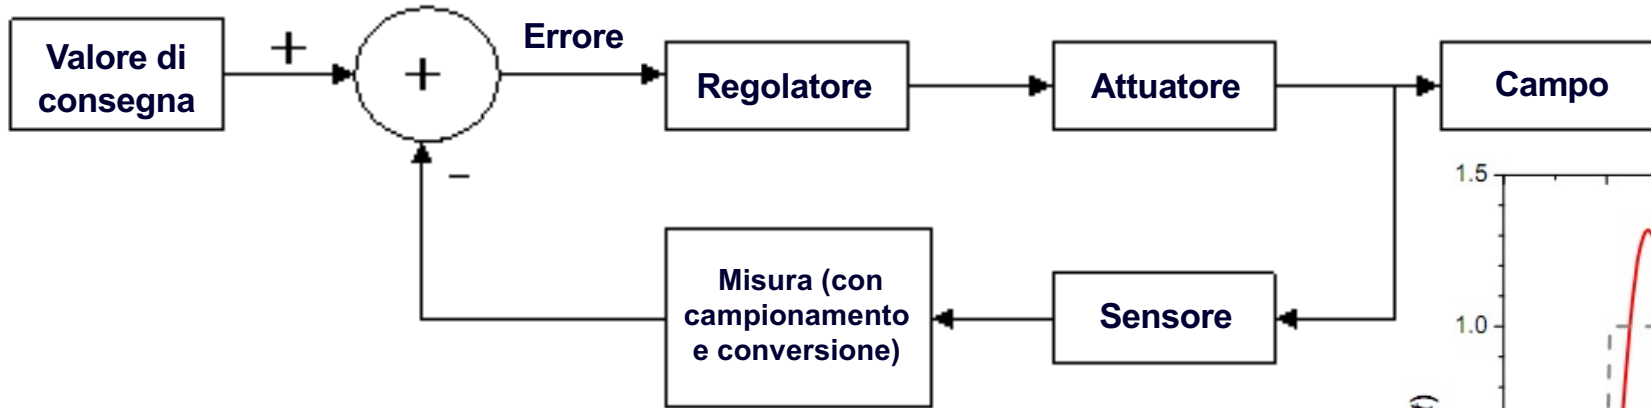 Valore di
consegna
+
+
Errore
Regolatore
Attuatore
Campo
−
Misura (con
campionamento
e conversione)
Sensore
1.5
1.0